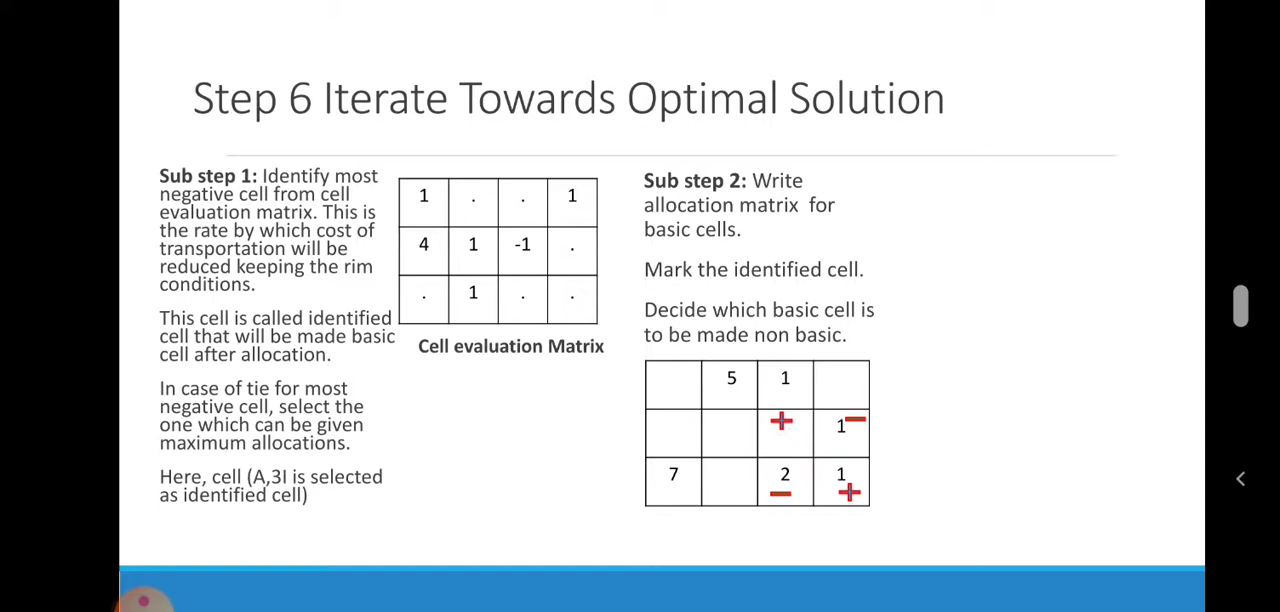 Step 6 Iterate Towards Optimal Solution
Sub step 1: Identify most
negative cell from cell
evaluation matrix. This is
the rate by which cost of
transportation will be
reduced keeping the rim
conditions.
This cell is called identified
cell that will be made basic
cell after allocation.
In case of tie for most
negative cell, select the
one which can be given
maximum allocations.
Here, cell (A,3I is selected
as identified cell)
1 . . 1
4 1 -1 .
. 1 . .
Cell evaluation Matrix
Sub step 2: Write
allocation matrix for
basic cells.
Mark the identified cell.
Decide which basic cell is
to be made non basic.
5 1
+ 1 -
7 2 1
- +